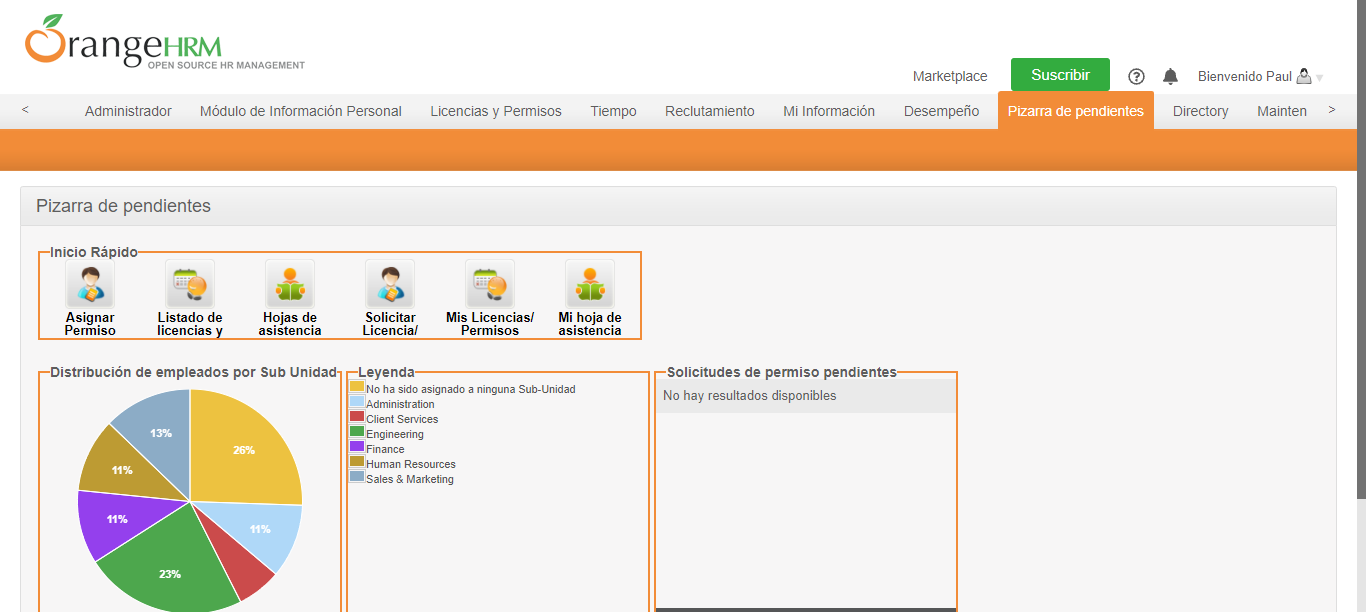 OrangeHRM
OPEN SOURCE HR MANAGEMENT
Marketplace
Suscribir
?
Bienvenido Paul
< Administrador Módulo de Información Personal Licencias y Permisos Tiempo Reclutamiento Mi Información Desempeño Pizarra de pendientes Directory Mainten >
Pizarra de pendientes
Inicio Rápido
Asignar
Permiso
Listado de
licencias y
Hojas de
asistencia
Solicitar
Licencia/
Mis Licencias/
Permisos
Mi hoja de
asistencia
Distribución de empleados por Sub Unidad
13%
26%
11%
11%
11%
23%
Leyenda
No ha sido asignado a ninguna Sub-Unidad
Administration
Client Services
Engineering
Finance
Human Resources
Sales & Marketing
Solicitudes de permiso pendientes
No hay resultados disponibles